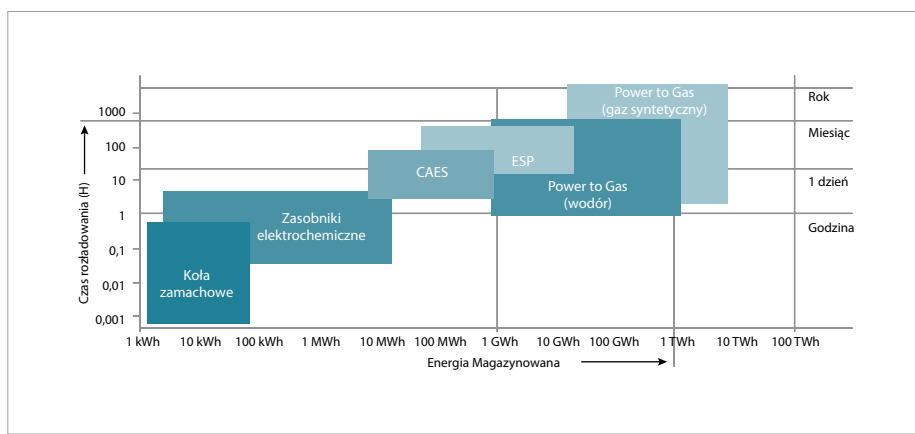 Power to Gas
(gaz syntetyczny)
Rok
1000
Miesiąc
100
ESP
CAES
10
Power to Gas
(wodór)
1 dzień
1
Zasobniki
elektrochemiczne
Godzina
0,1
Koła
zamachowe
0,01
0,001
Czas rozładowania (H)
1 kWh 10 kWh 100 kWh 1 MWh 10 MWh 100 MWh 1 GWh 10 GWh 100 GWh 1 TWh 10 TWh 100 TWh
Energia Magazynowana